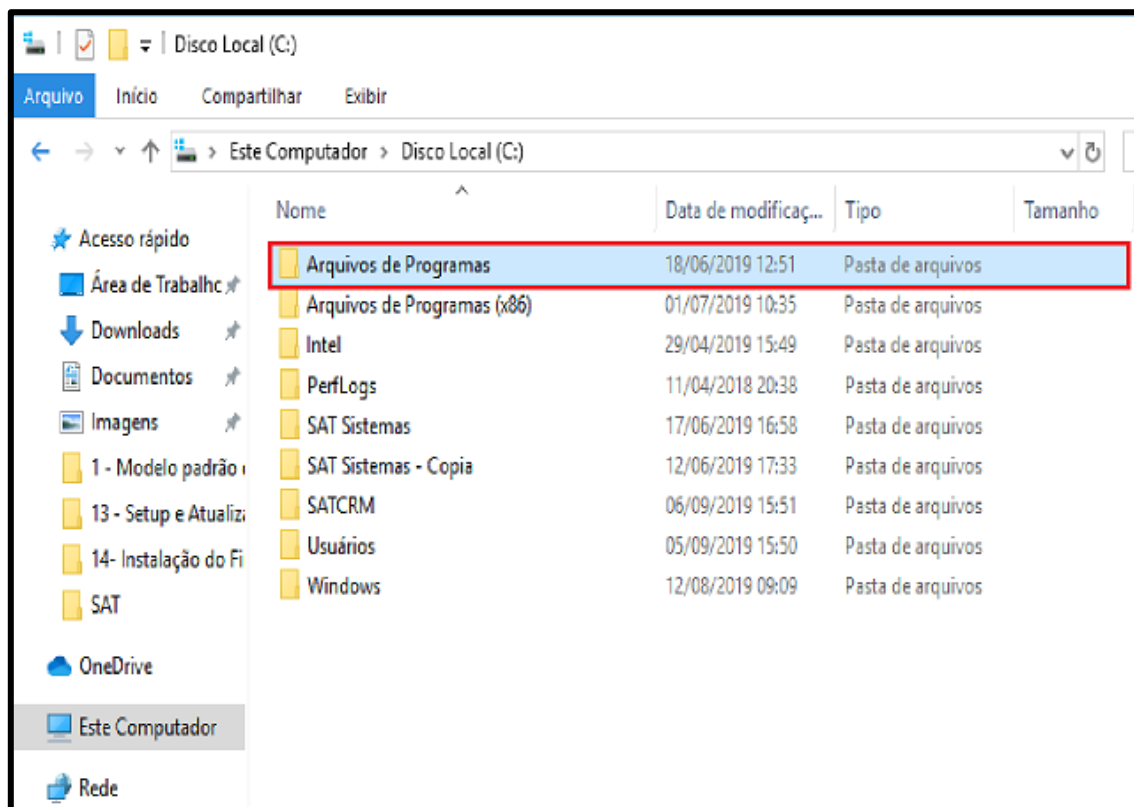 Disco Local (C:)
Arquivo Início Compartilhar Exibir
Este Computador > Disco Local (C:)
Nome Data de modificaç... Tipo Tamanho
Acesso rápido
Área de Trabalhc
Downloads
Documentos
Imagens
1 - Modelo padrão
13 - Setup e Atualiz
14- Instalação do Fi
SAT
OneDrive
Este Computador
Rede
Arquivos de Programas 18/06/2019 12:51 Pasta de arquivos
Arquivos de Programas (x86) 01/07/2019 10:35 Pasta de arquivos
Intel 29/04/2019 15:49 Pasta de arquivos
PerfLogs 11/04/2018 20:38 Pasta de arquivos
SAT Sistemas 17/06/2019 16:58 Pasta de arquivos
SAT Sistemas - Copia 12/06/2019 17:33 Pasta de arquivos
SATCRM 06/09/2019 15:51 Pasta de arquivos
Usuários 05/09/2019 15:50 Pasta de arquivos
Windows 12/08/2019 09:09 Pasta de arquivos